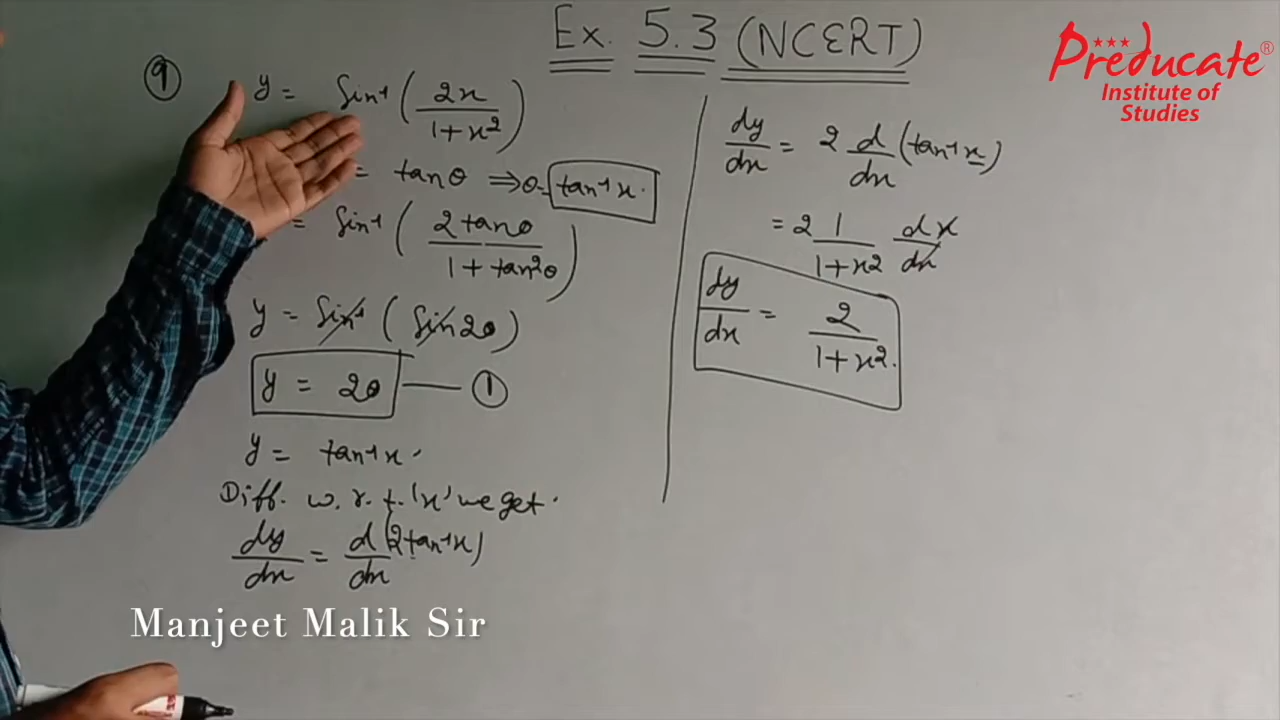 Ex. 5.3 (NCERT)
Preducate®
Institute of
Studies
⑨ y = Sin⁻¹ (2x / 1+x²)
= tanθ ⇒ θ = tan⁻¹x.
= Sin⁻¹ (2tanθ / 1+tan²θ)
y = Sin⁻¹ (Sin2θ)
y = 2θ — ①
y = tan⁻¹x.
Diff. w.r.t. 'x' we get.
dy/dx = d/dx (2tan⁻¹x)
dy/dx = 2 d/dx (tan⁻¹x)
= 2 1/1+x² dx/dx
dy/dx = 2/1+x².
Manjeet Malik Sir